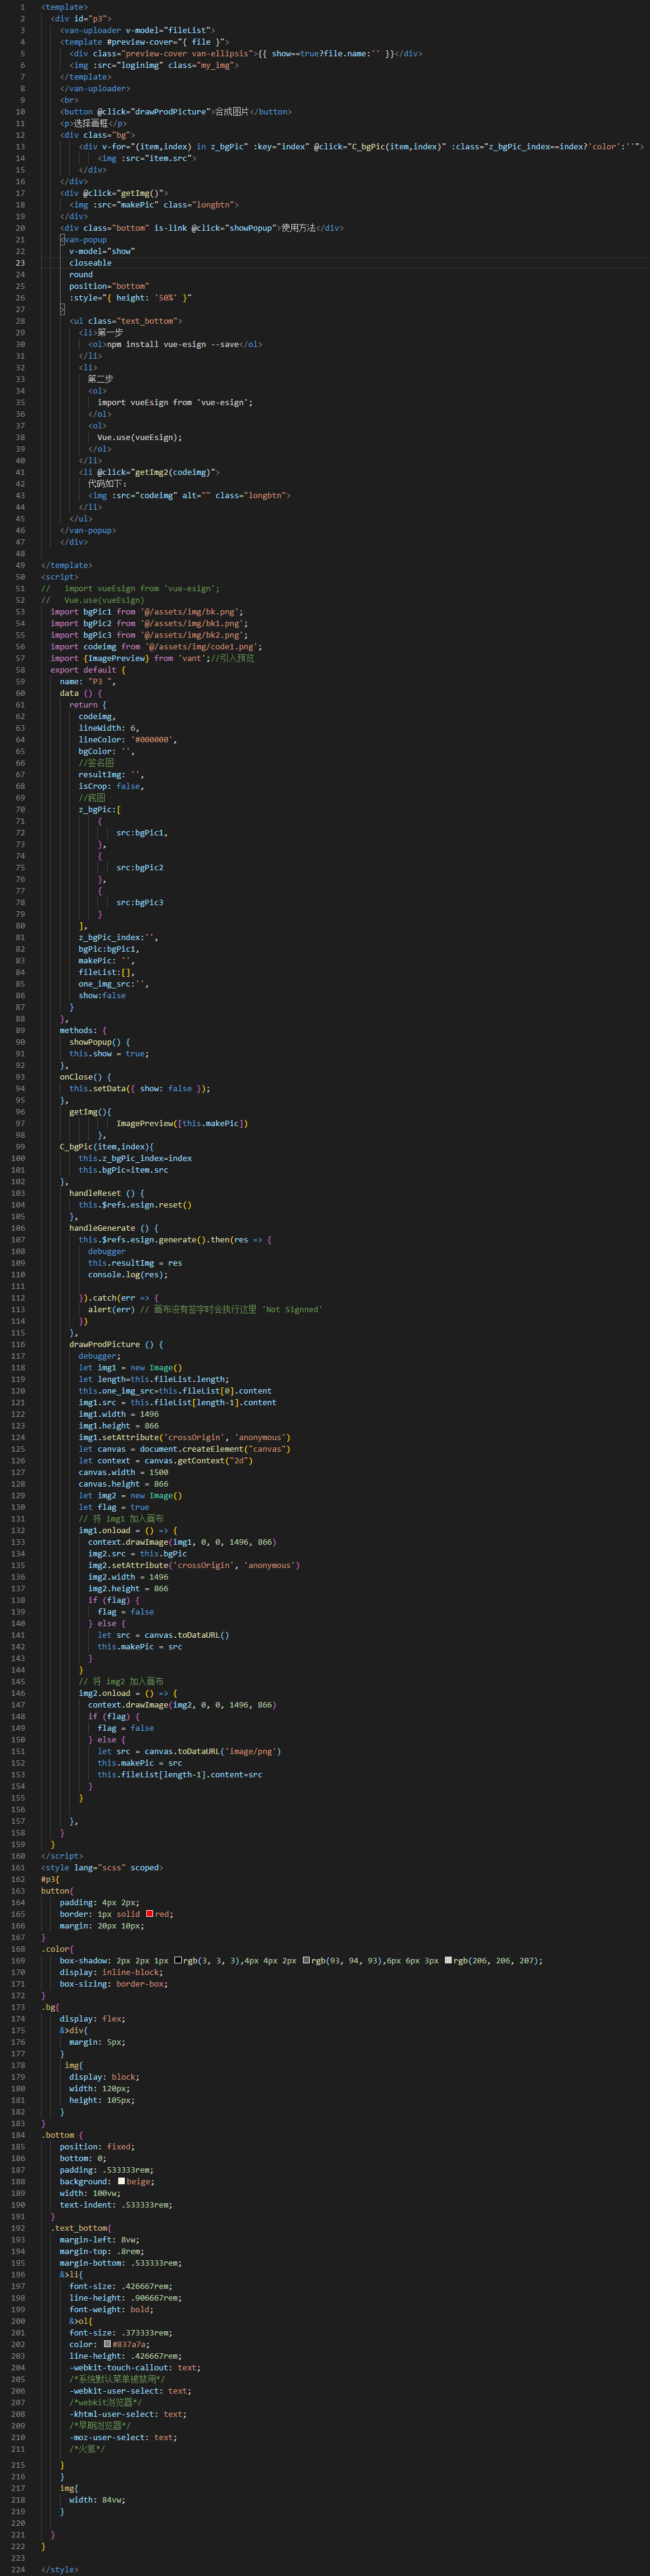 1 <template>
2 <div id="p3">
3 <van-uploader v-model="fileList">
4 <template #preview-cover="{ file }">
5 <div class="preview-cover van-ellipsis">{{ show==true?file.name:'' }}</div>
6 <img :src="loginimg" class="my_img">
7 </template>
8 </van-uploader>
9 <br>
10 <button @click="drawProdPicture">合成图片</button>
11 <p>选择画框</p>
12 <div class="bg">
13 <div v-for="(item,index) in z_bgPic" :key="index" @click="C_bgPic(item,index)" :class="z_bgPic_index==index?'color':''">
14 <img :src="item.src">
15 </div>
16 </div>
17 <div @click="getImg()">
18 <img :src="makePic" class="longbtn">
19 </div>
20 <div class="bottom" is-link @click="showPopup">使用方法</div>
21 <van-popup
22 v-model="show"
23 closeable
24 round
25 position="bottom"
26 :style="{ height: '50%' }"
27 >
28 <ul class="text_bottom">
29 <li>第一步
30 <ol>npm install vue-esign --save</ol>
31 </li>
32 <li>
33 第二步
34 <ol>
35 import vueEsign from 'vue-esign';
36 </ol>
37 <ol>
38 Vue.use(vueEsign);
39 </ol>
40 </li>
41 <li @click="getImg2(codeimg)">
42 代码如下：
43 <img :src="codeimg" alt="" class="longbtn">
44 </li>
45 </ul>
46 </van-popup>
47 </div>
48
49 </template>
50 <script>
51 // import vueEsign from 'vue-esign';
52 // Vue.use(vueEsign)
53 import bgPic1 from '@/assets/img/bk.png';
54 import bgPic2 from '@/assets/img/bk1.png';
55 import bgPic3 from '@/assets/img/bk2.png';
56 import codeimg from '@/assets/img/code1.png';
57 import {ImagePreview} from 'vant';//引入预览
58 export default {
59 name: "P3 ",
60 data () {
61 return {
62 codeimg,
63 lineWidth: 6,
64 lineColor: '#000000',
65 bgColor: '',
66 //签名图
67 resultImg: '',
68 isCrop: false,
69 //底图
70 z_bgPic:[
71 {
72 src:bgPic1,
73 },
74 {
75 src:bgPic2
76 },
77 {
78 src:bgPic3
79 }
80 ],
81 z_bgPic_index:'',
82 bgPic:bgPic1,
83 makePic: '',
84 fileList:[],
85 one_img_src:'',
86 show:false
87 }
88 },
89 methods: {
90 showPopup() {
91 this.show = true;
92 },
93 onClose() {
94 this.setData({ show: false });
95 },
96 getImg(){
97 ImagePreview([this.makePic])
98 },
99 C_bgPic(item,index){
100 this.z_bgPic_index=index
101 this.bgPic=item.src
102 },
103 handleReset () {
104 this.$refs.esign.reset()
105 },
106 handleGenerate () {
107 this.$refs.esign.generate().then(res => {
108 debugger
109 this.resultImg = res
110 console.log(res);
111
112 }).catch(err => {
113 alert(err) // 画布没有签字时会执行这里 'Not Signned'
114 })
115 },
116 drawProdPicture () {
117 debugger;
118 let img1 = new Image()
119 let length=this.fileList.length;
120 this.one_img_src=this.fileList[0].content
121 img1.src = this.fileList[length-1].content
122 img1.width = 1496
123 img1.height = 866
124 img1.setAttribute('crossOrigin', 'anonymous')
125 let canvas = document.createElement("canvas")
126 let context = canvas.getContext("2d")
127 canvas.width = 1500
128 canvas.height = 866
129 let img2 = new Image()
130 let flag = true
131 // 将 img1 加入画布
132 img1.onload = () => {
133 context.drawImage(img1, 0, 0, 1496, 866)
134 img2.src = this.bgPic
135 img2.setAttribute('crossOrigin', 'anonymous')
136 img2.width = 1496
137 img2.height = 866
138 if (flag) {
139 flag = false
140 } else {
141 let src = canvas.toDataURL()
142 this.makePic = src
143 }
144 }
145 // 将 img2 加入画布
146 img2.onload = () => {
147 context.drawImage(img2, 0, 0, 1496, 866)
148 if (flag) {
149 flag = false
150 } else {
151 let src = canvas.toDataURL('image/png')
152 this.makePic = src
153 this.fileList[length-1].content=src
154 }
155 }
156
157 },
158 }
159 }
160 </script>
161 <style lang="scss" scoped>
162 #p3{
163 button{
164 padding: 4px 2px;
165 border: 1px solid red;
166 margin: 20px 10px;
167 }
168 .color{
169 box-shadow: 2px 2px 1px rgb(3, 3, 3),4px 4px 2px rgb(93, 94, 93),6px 6px 3px rgb(206, 206, 207);
170 display: inline-block;
171 box-sizing: border-box;
172 }
173 .bg{
174 display: flex;
175 &>div{
176 margin: 5px;
177 }
178 img{
179 display: block;
180 width: 120px;
181 height: 105px;
182 }
183 }
184 .bottom {
185 position: fixed;
186 bottom: 0;
187 padding: .533333rem;
188 background: beige;
189 width: 100vw;
190 text-indent: .533333rem;
191 }
192 .text_bottom{
193 margin-left: 8vw;
194 margin-top: .8rem;
195 margin-bottom: .533333rem;
196 &>li{
197 font-size: .426667rem;
198 line-height: .906667rem;
199 font-weight: bold;
200 &>ol{
201 font-size: .373333rem;
202 color: #837a7a;
203 line-height: .426667rem;
204 -webkit-touch-callout: text;
205 /*系统默认菜单被禁用*/
206 -webkit-user-select: text;
207 /*webkit浏览器*/
208 -khtml-user-select: text;
209 /*早期浏览器*/
210 -moz-user-select: text;
211 /*火狐*/
215 }
216 }
217 img{
218 width: 84vw;
219 }
220
221 }
222 }
223
224 </style>